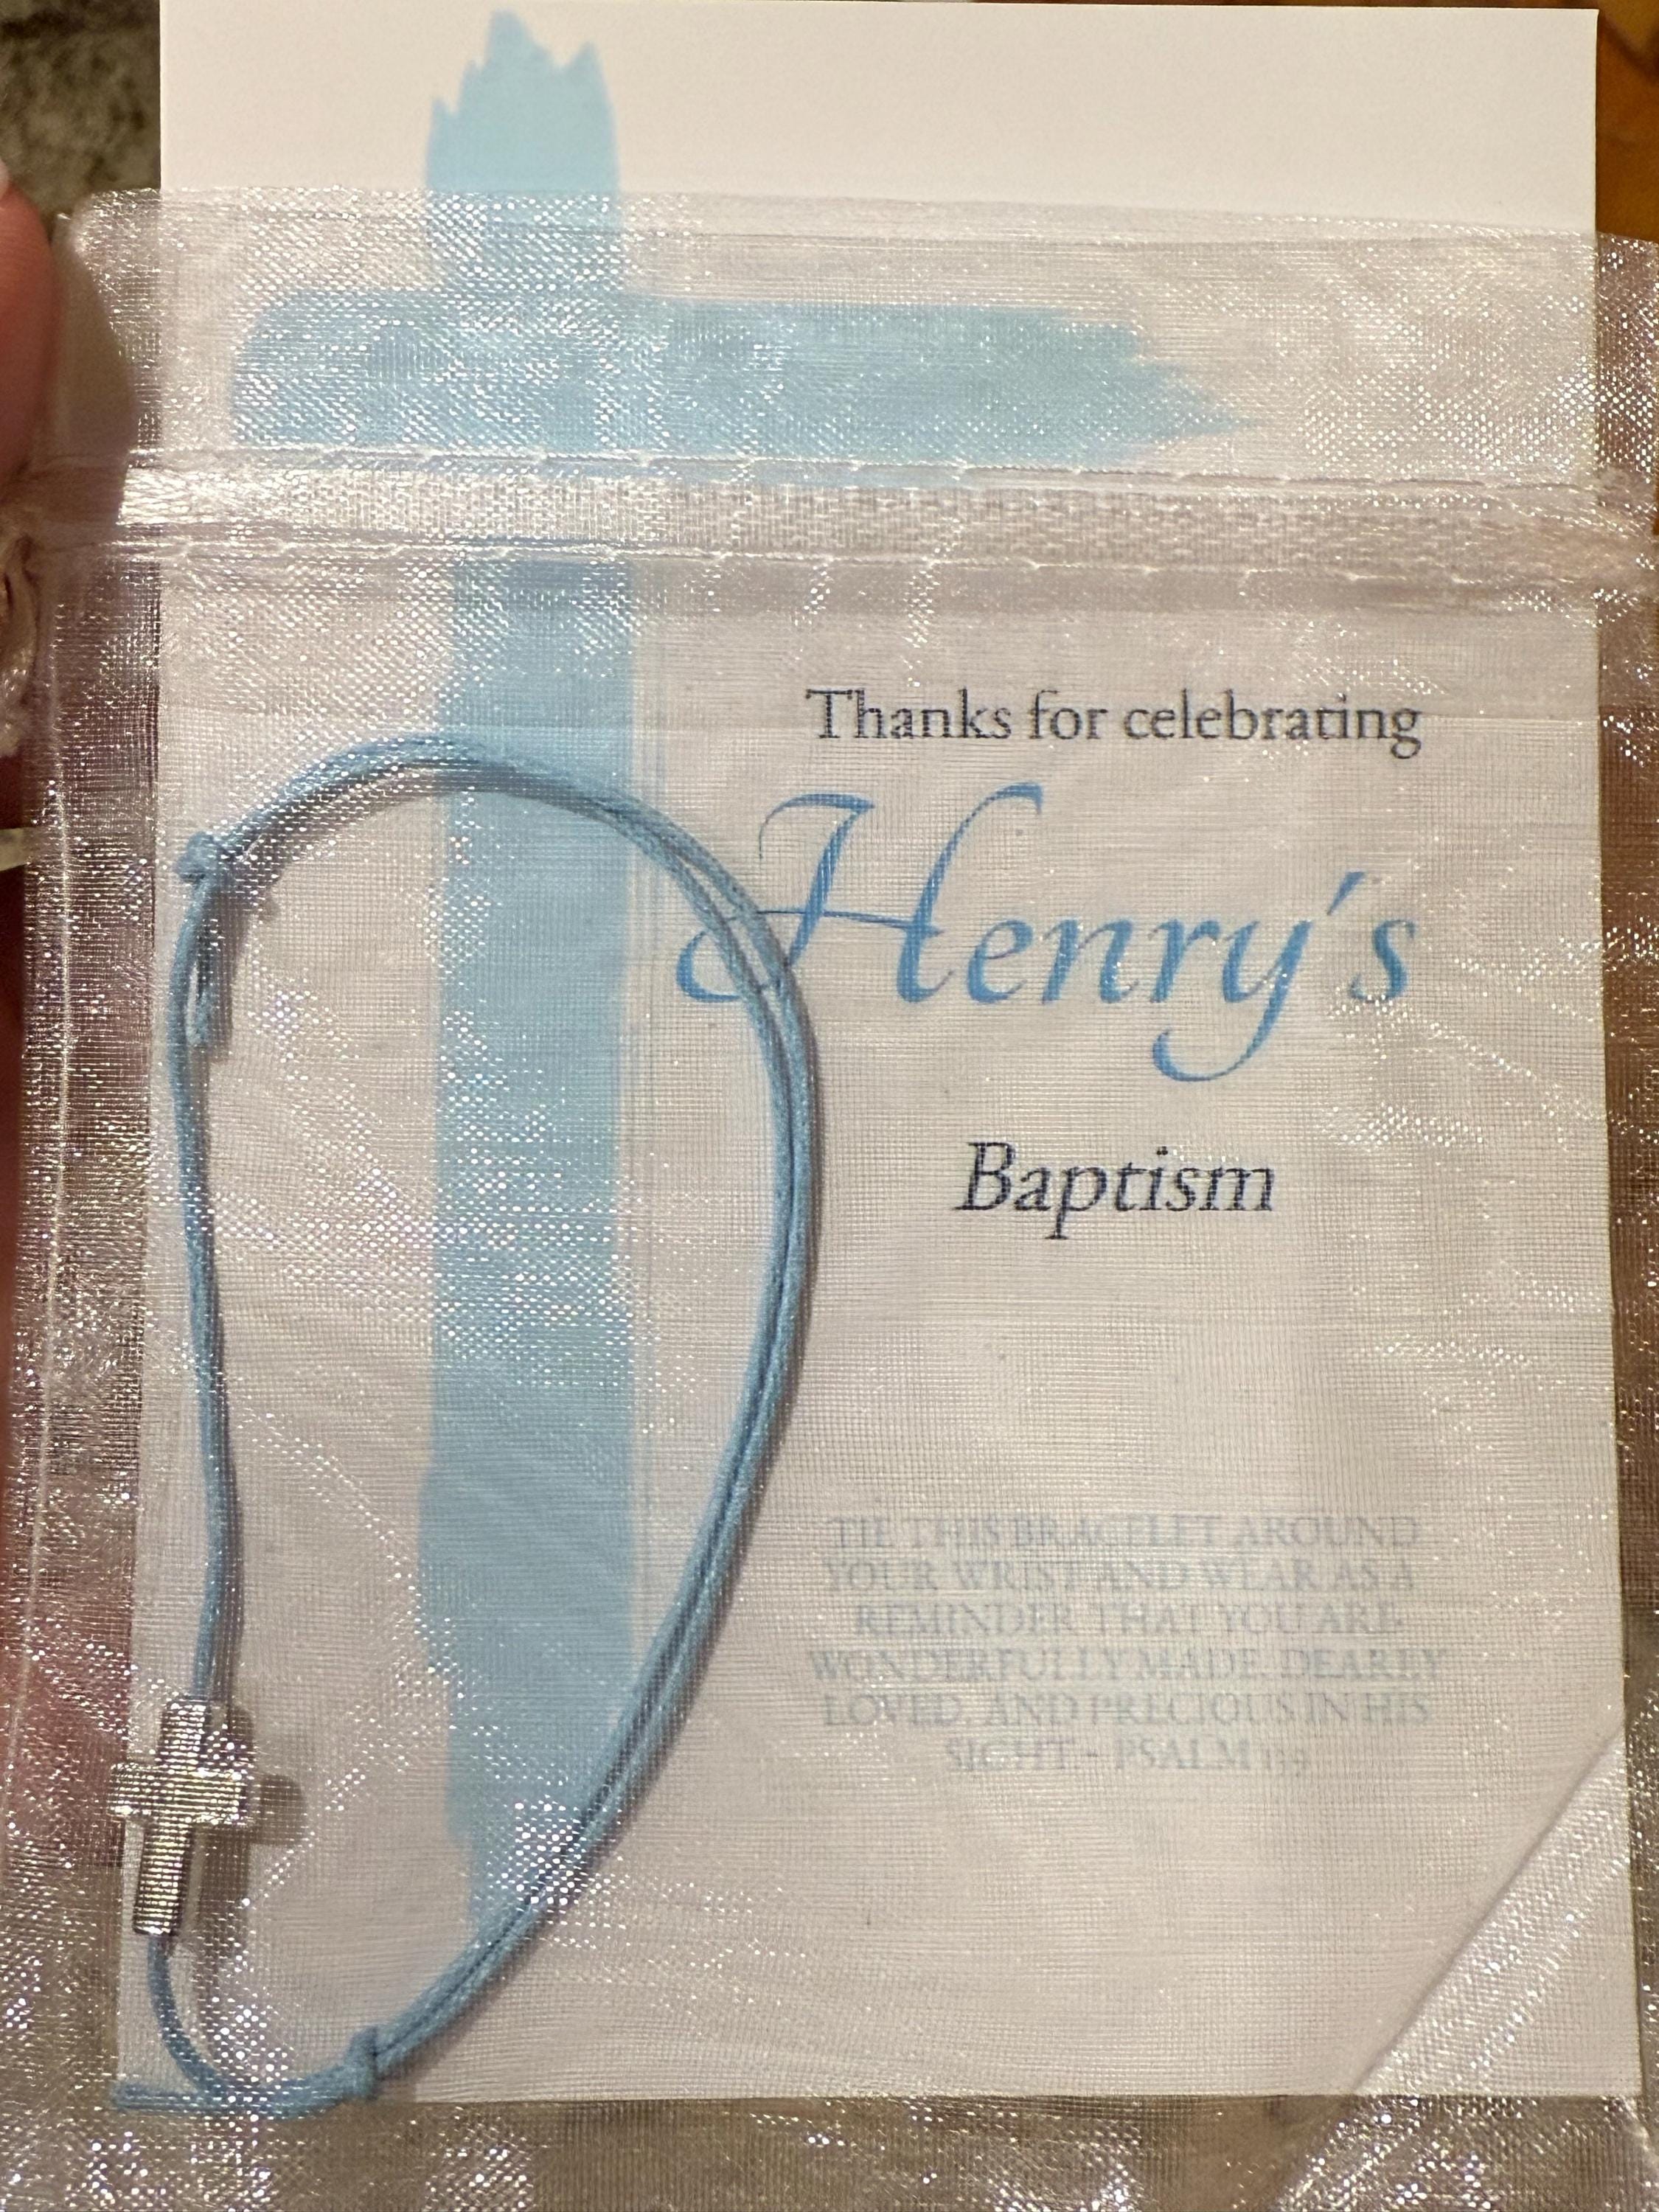 Thanks for celebrating
Henry's
Baptism
TIE THIS BRACELET AROUND
YOUR WRIST AND WEAR AS A
REMINDER THAT YOU ARE
WONDERFULLY MADE, DEARLY
LOVED, AND PRECIOUS IN HIS
SIGHT. - PSALM 139